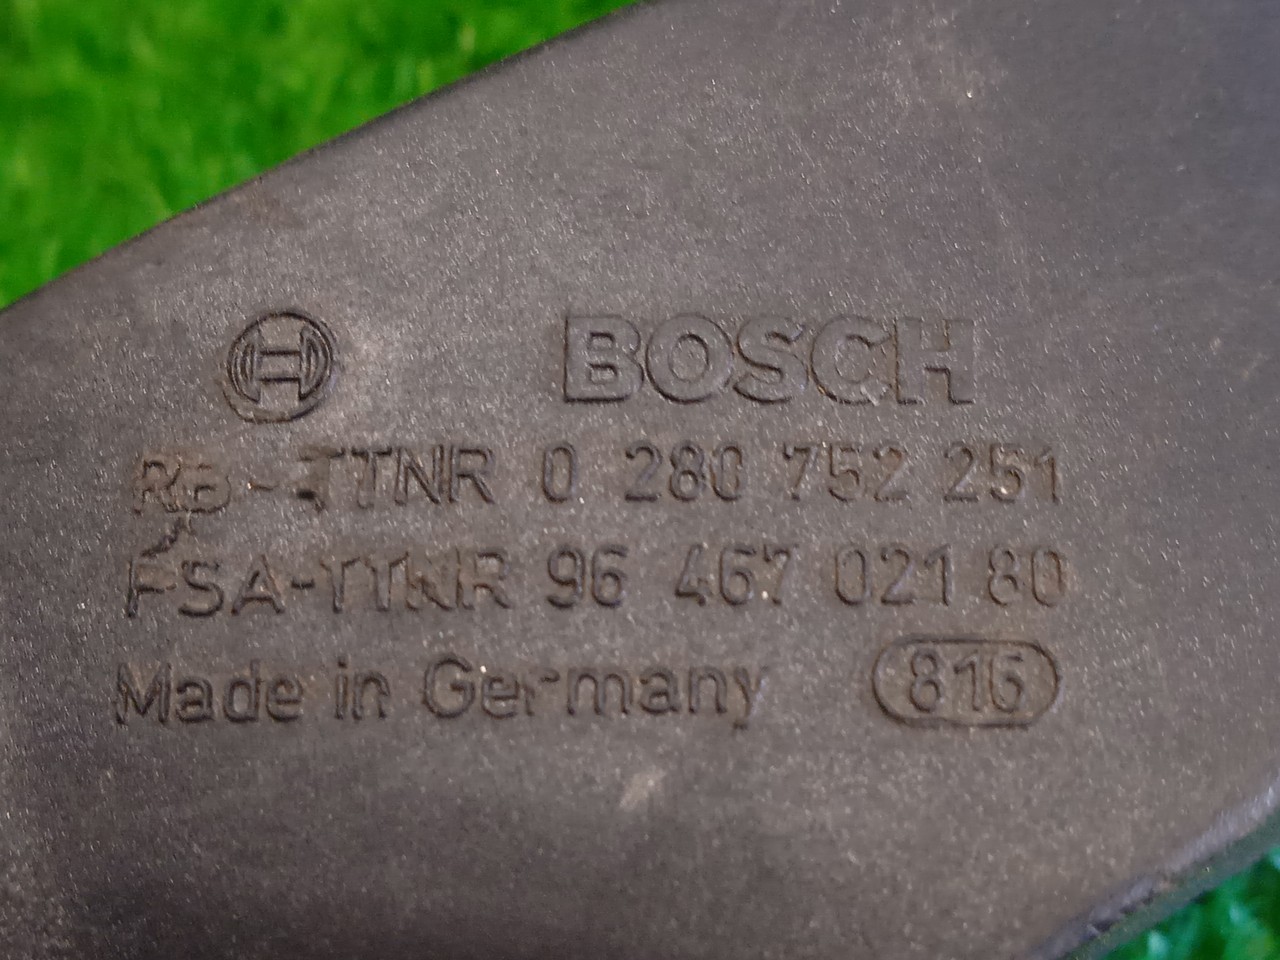 BOSCH
RB-TTNR 0 280 752 251
PSA-TTNR 96 467 021 80
Made in Germany 816